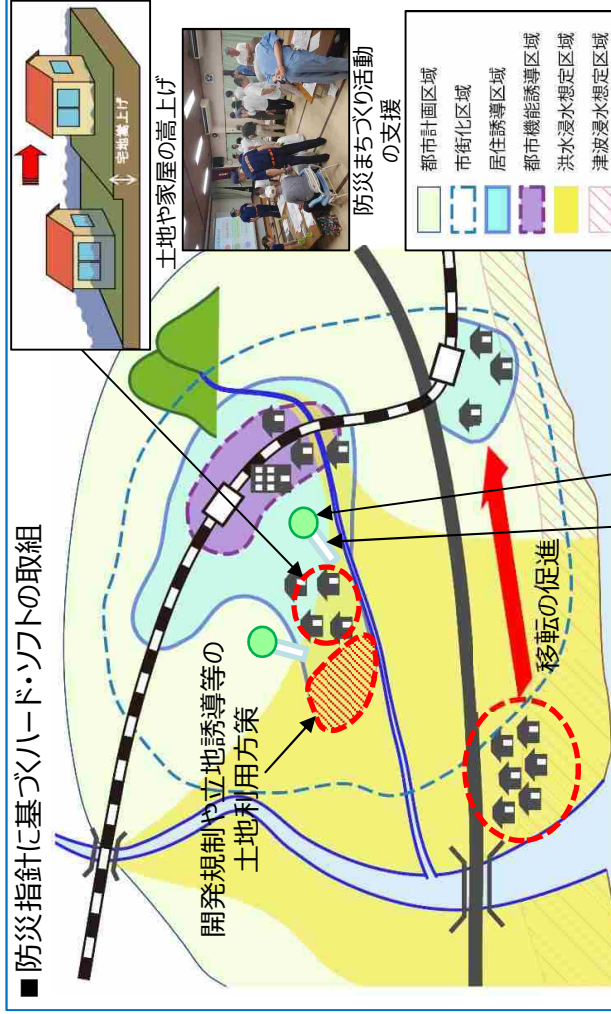 ■ 防災指針に基づくハード・ソフトの取組
宅地嵩上げ
土地や家屋の嵩上げ
防災まちづくり活動
の支援
開発規制や立地誘導等の
土地利用方策
移転の促進
都市計画区域
市街化区域
居住誘導区域
都市機能誘導区域
洪水浸水想定区域
津波浸水想定区域